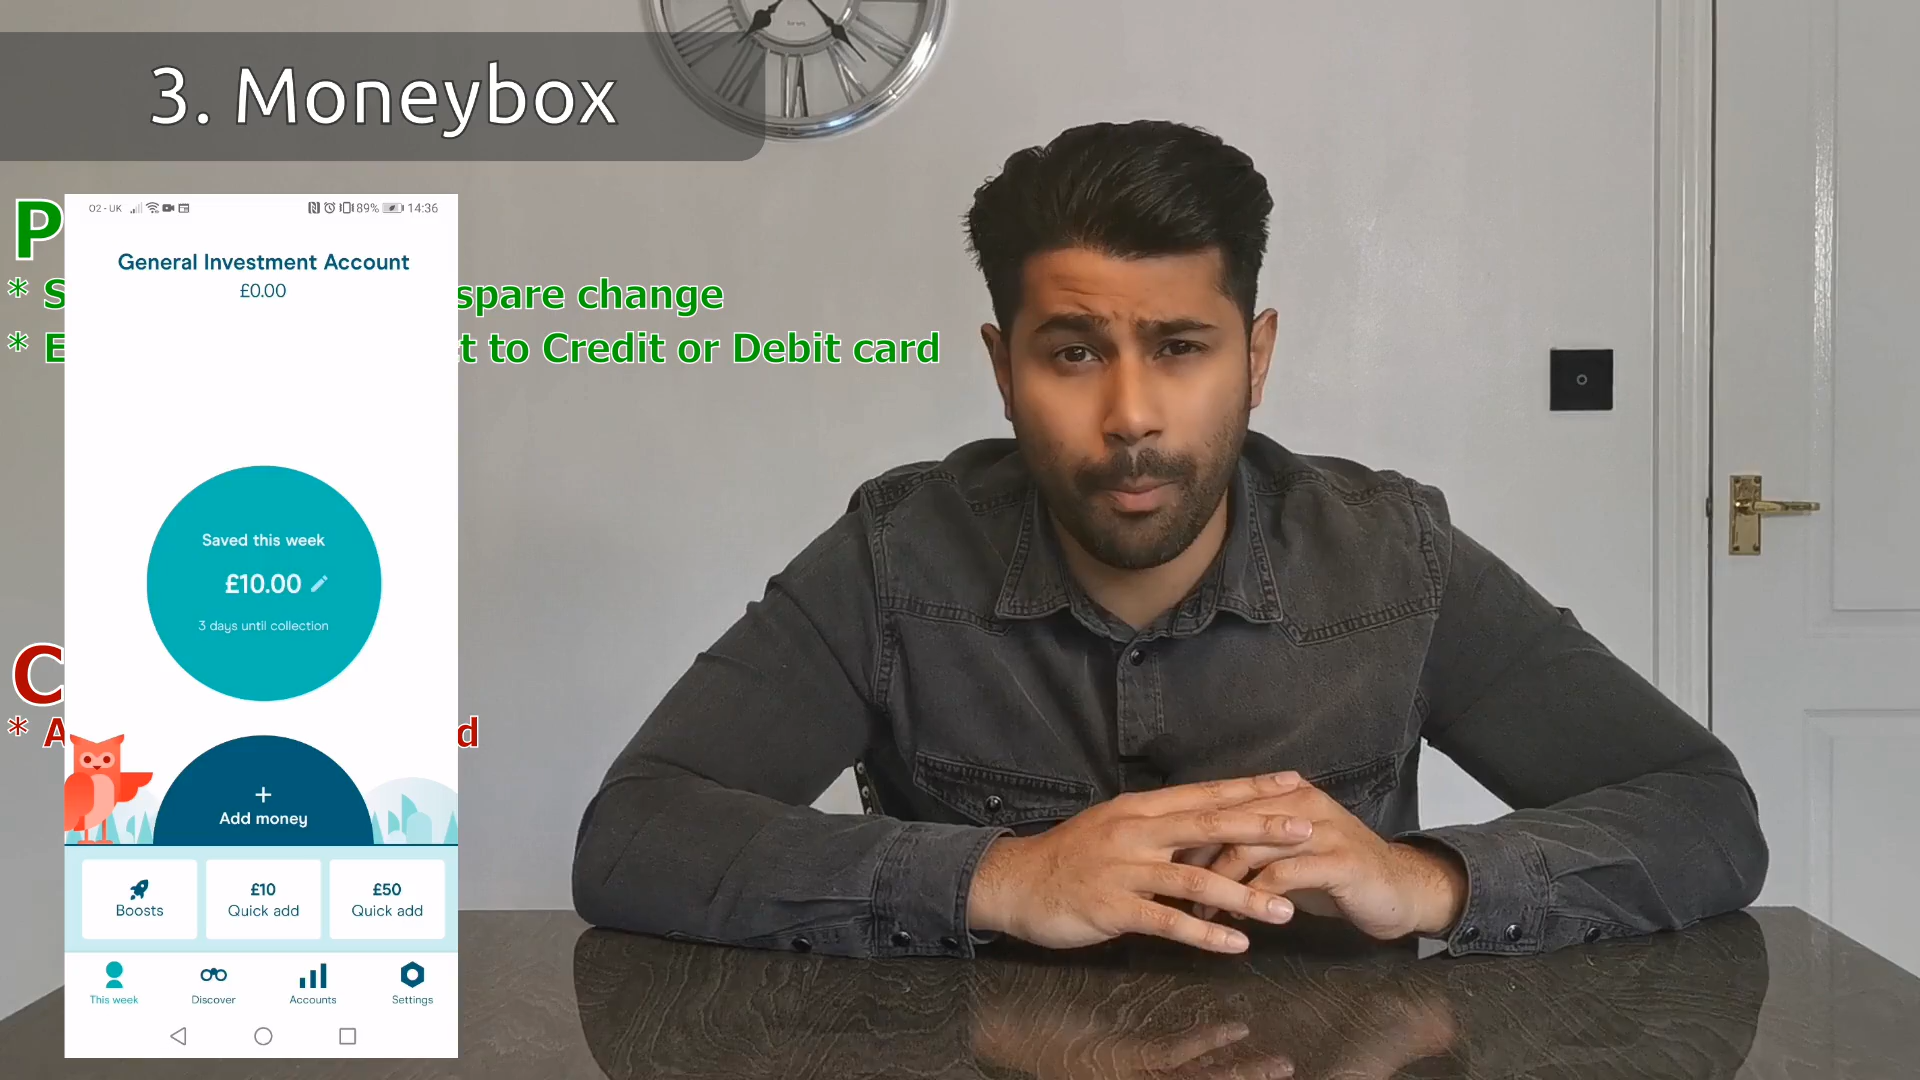 3. Moneybox
P
O2 - UK 89% 14:36
General Investment Account
£0.00
* S spare change
* E t to Credit or Debit card
Saved this week
£10.00
3 days until collection
C
* A d
+
Add money
Boosts
£10
Quick add
£50
Quick add
This week
Discover
Accounts
Settings